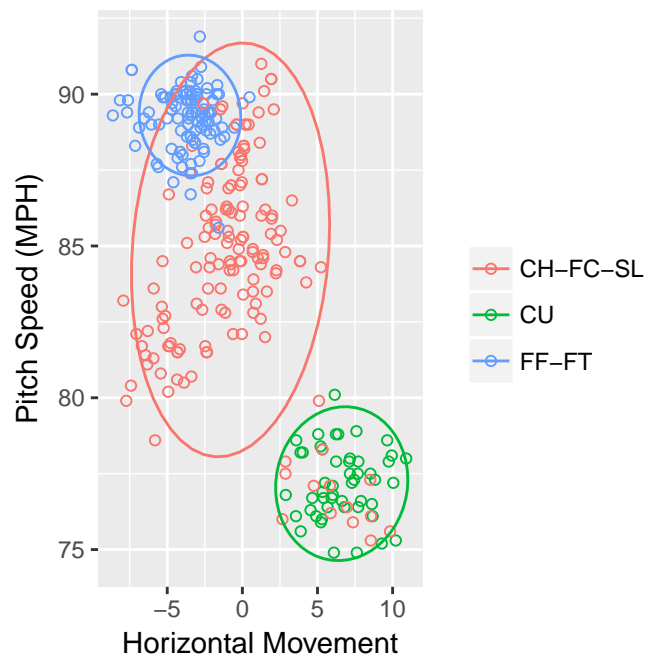 90
85
80
75
−5
0
5
10
Horizontal Movement
Pitch Speed (MPH)
CH−FC−SL
CU
FF−FT